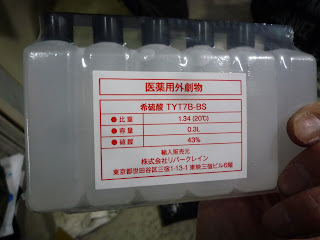 医薬用外劇物
希硫酸 TYT7B-BS
● 比重 1.34 (20℃)
● 容量 0.3L
● 硫酸 43%
輸入販売元
株式会社リバークレイン
東京都世田谷区三宿1-13-1 東映三宿ビル6階